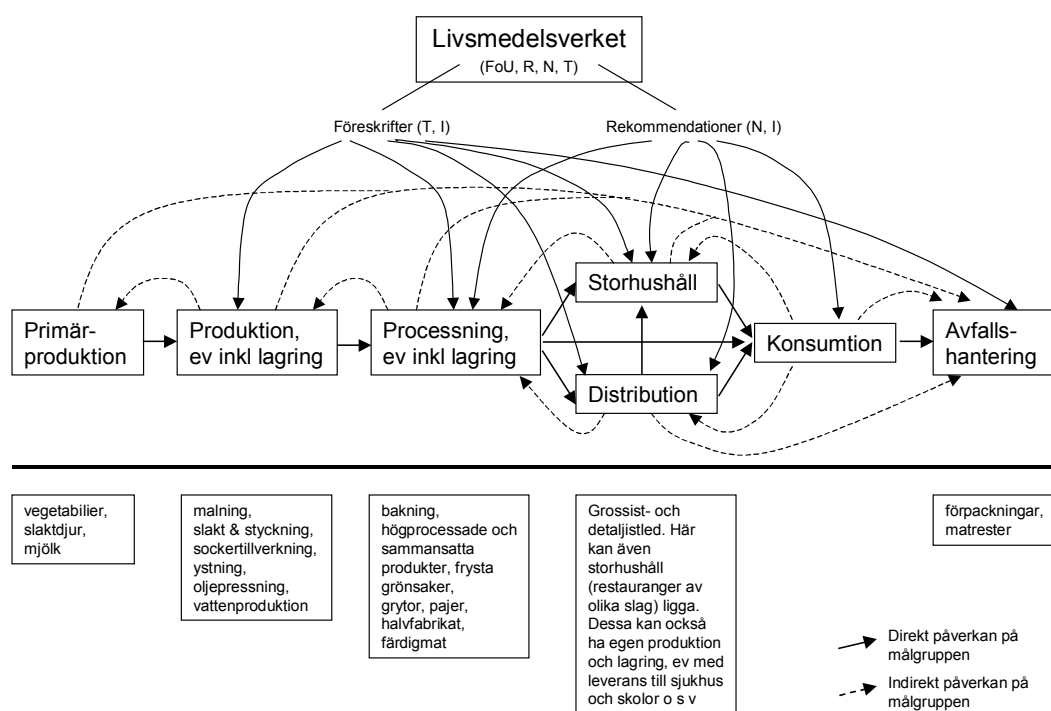 Livsmedelsverket
(FoU, R, N, T)
Föreskrifter (T, I)
Rekommendationer (N, I)
Storhushåll
Primär-
produktion
Produktion,
ev inkl lagring
Processning,
ev inkl lagring
Konsumtion
Avfalls-
hantering
Distribution
vegetabilier,
slaktdjur,
mjölk
malning,
slakt & styckning,
sockertillverkning,
ystning,
oljepressning,
vattenproduktion
bakning,
högprocessade och
sammansatta
produkter, frysta
grönsaker,
grytor, pajer,
halvfabrikat,
färdigmat
Grossist- och
detaljistled. Här
kan även
storhushåll
(restauranger av
olika slag) ligga.
Dessa kan också
ha egen produktion
och lagring, ev med
leverans till sjukhus
och skolor o s v
förpackningar,
matrester
Direkt påverkan på
målgruppen
Indirekt påverkan på
målgruppen